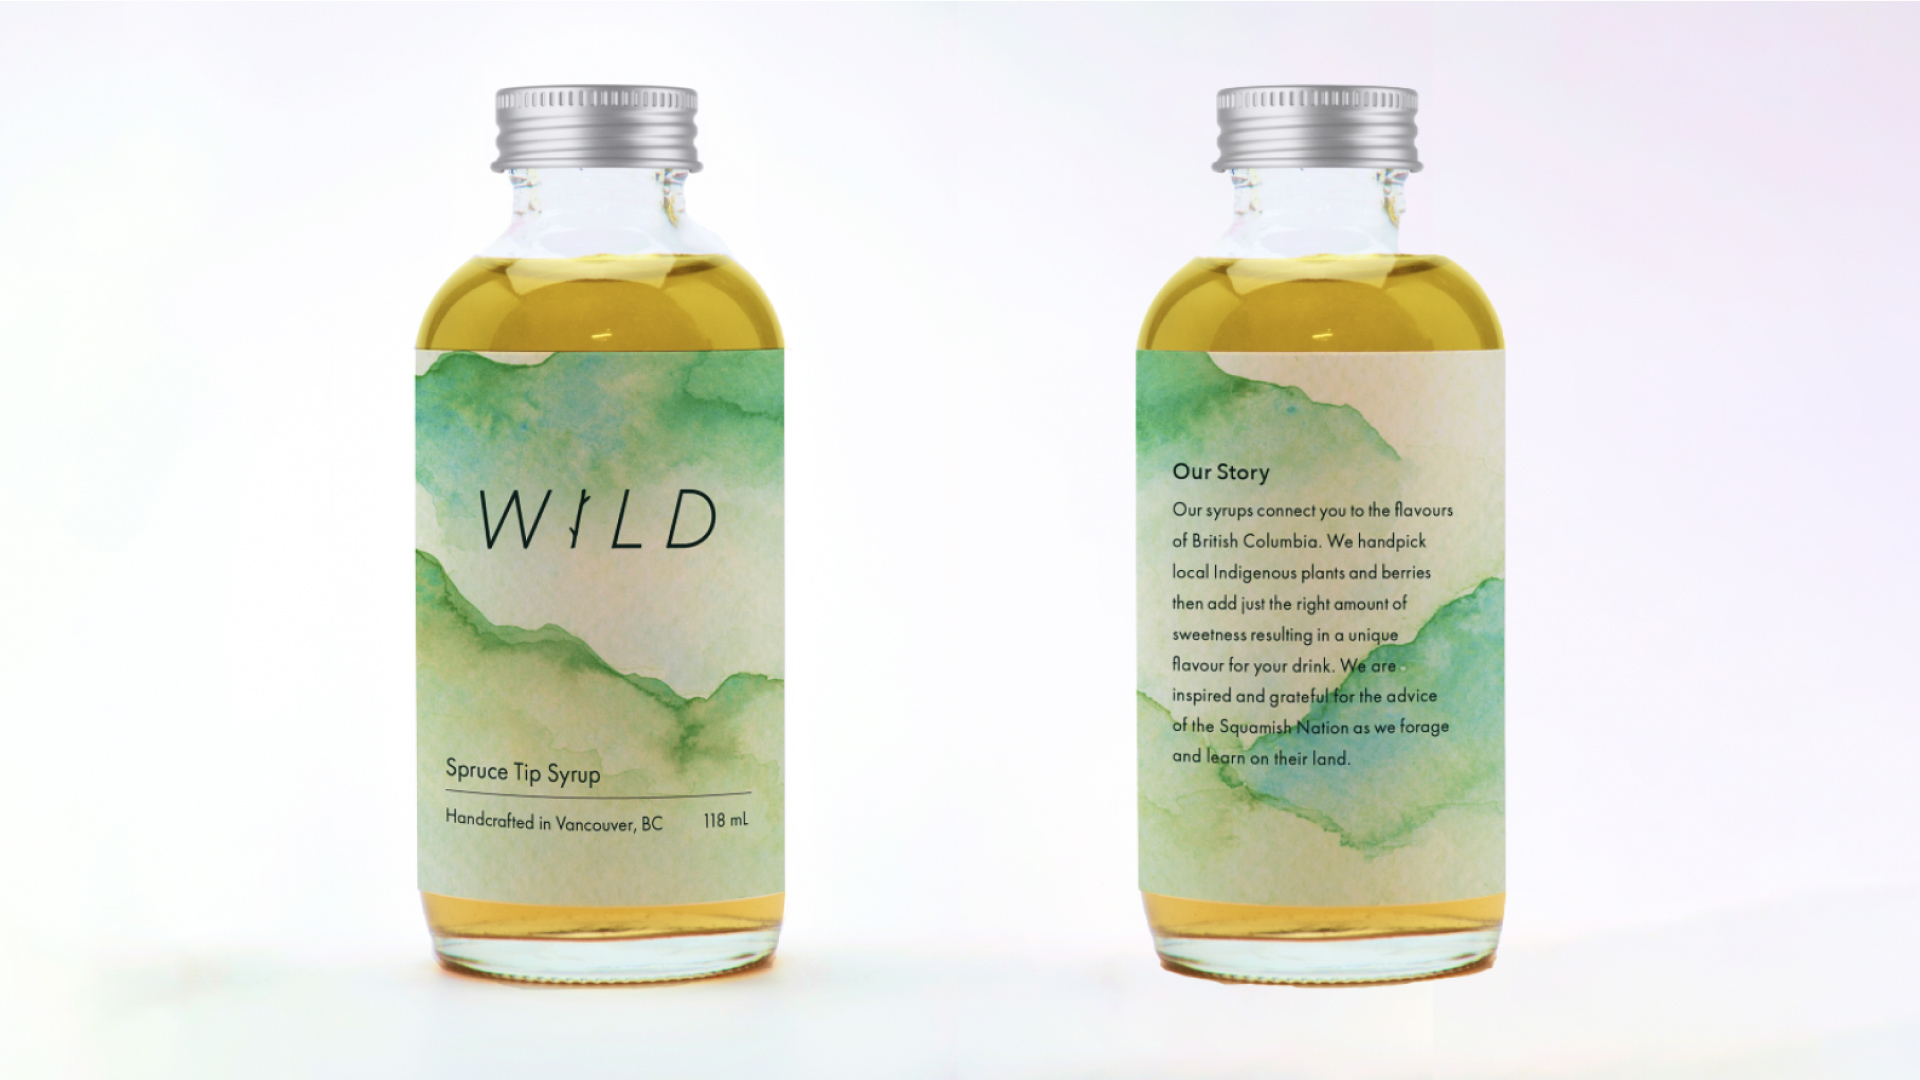 WILD
Spruce Tip Syrup
Handcrafted in Vancouver, BC 118 mL
Our Story
Our syrups connect you to the flavours
of British Columbia. We handpick
local Indigenous plants and berries
then add just the right amount of
sweetness resulting in a unique
flavour for your drink. We are
inspired and grateful for the advice
of the Squamish Nation as we forage
and learn on their land.